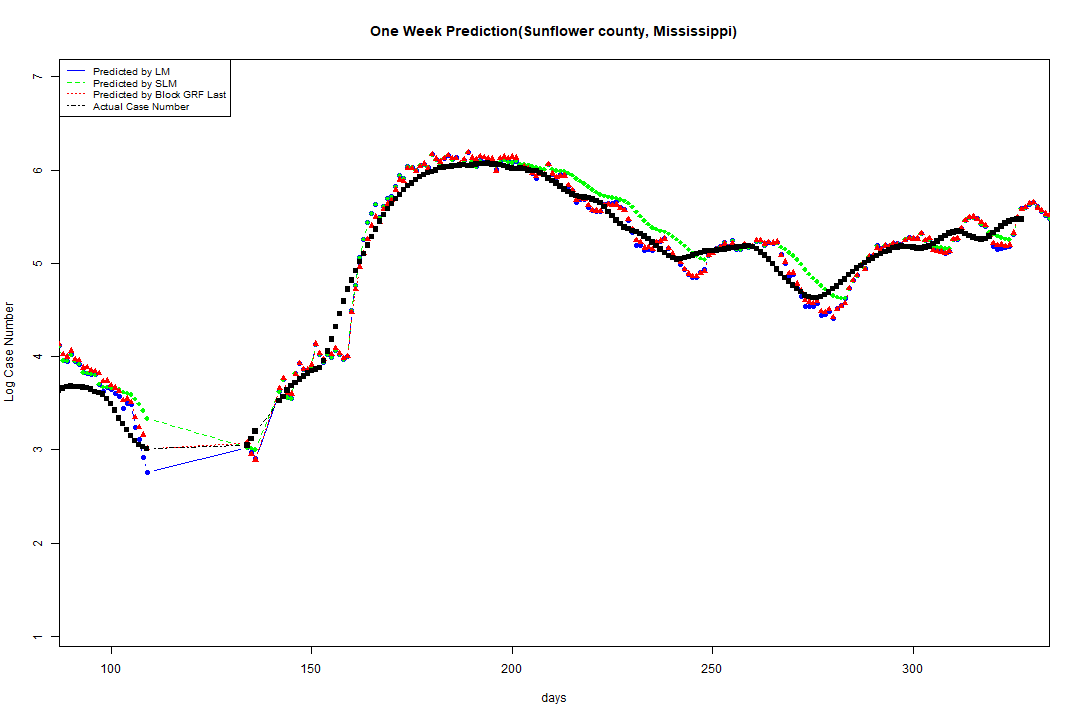 One Week Prediction(Sunflower county, Mississippi)
Predicted by LM
Predicted by SLM
Predicted by Block GRF Last
Actual Case Number
7
6
5
4
3
2
1
Log Case Number
100 150 200 250 300
days